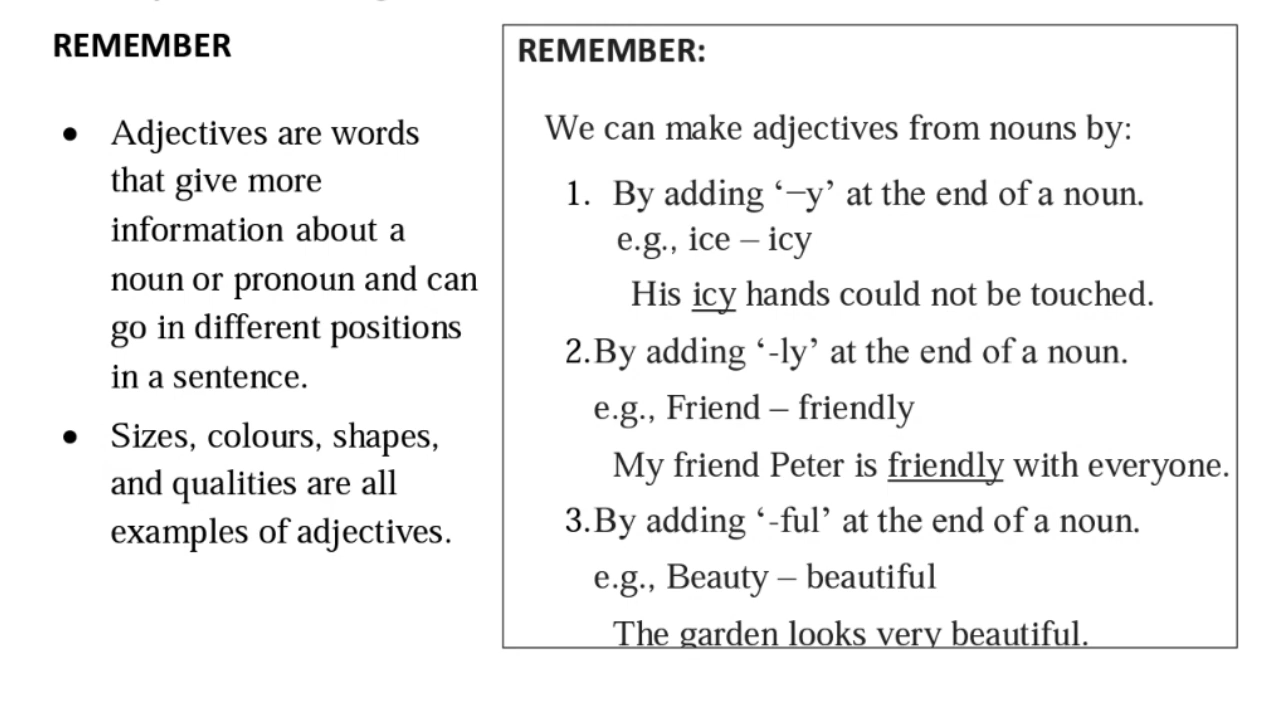 REMEMBER
• Adjectives are words
that give more
information about a
noun or pronoun and can
go in different positions
in a sentence.
• Sizes, colours, shapes,
and qualities are all
examples of adjectives.
REMEMBER:
We can make adjectives from nouns by:
1. By adding ‘–y’ at the end of a noun.
e.g., ice – icy
His icy hands could not be touched.
2.By adding ‘-ly’ at the end of a noun.
e.g., Friend – friendly
My friend Peter is friendly with everyone.
3.By adding ‘-ful’ at the end of a noun.
e.g., Beauty – beautiful
The garden looks very beautiful.